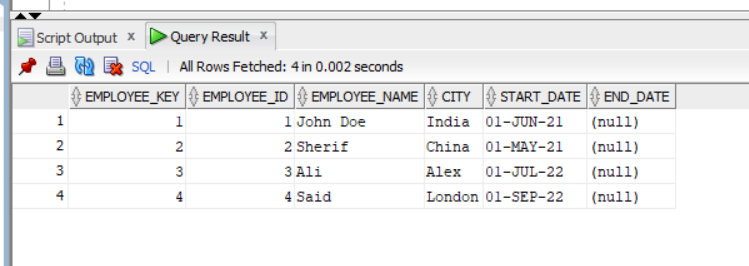 Script Output x Query Result x
SQL | All Rows Fetched: 4 in 0.002 seconds
EMPLOYEE_KEY EMPLOYEE_ID EMPLOYEE_NAME CITY START_DATE END_DATE
1 1 1 John Doe India 01-JUN-21 (null)
2 2 2 Sherif China 01-MAY-21 (null)
3 3 3 Ali Alex 01-JUL-22 (null)
4 4 4 Said London 01-SEP-22 (null)